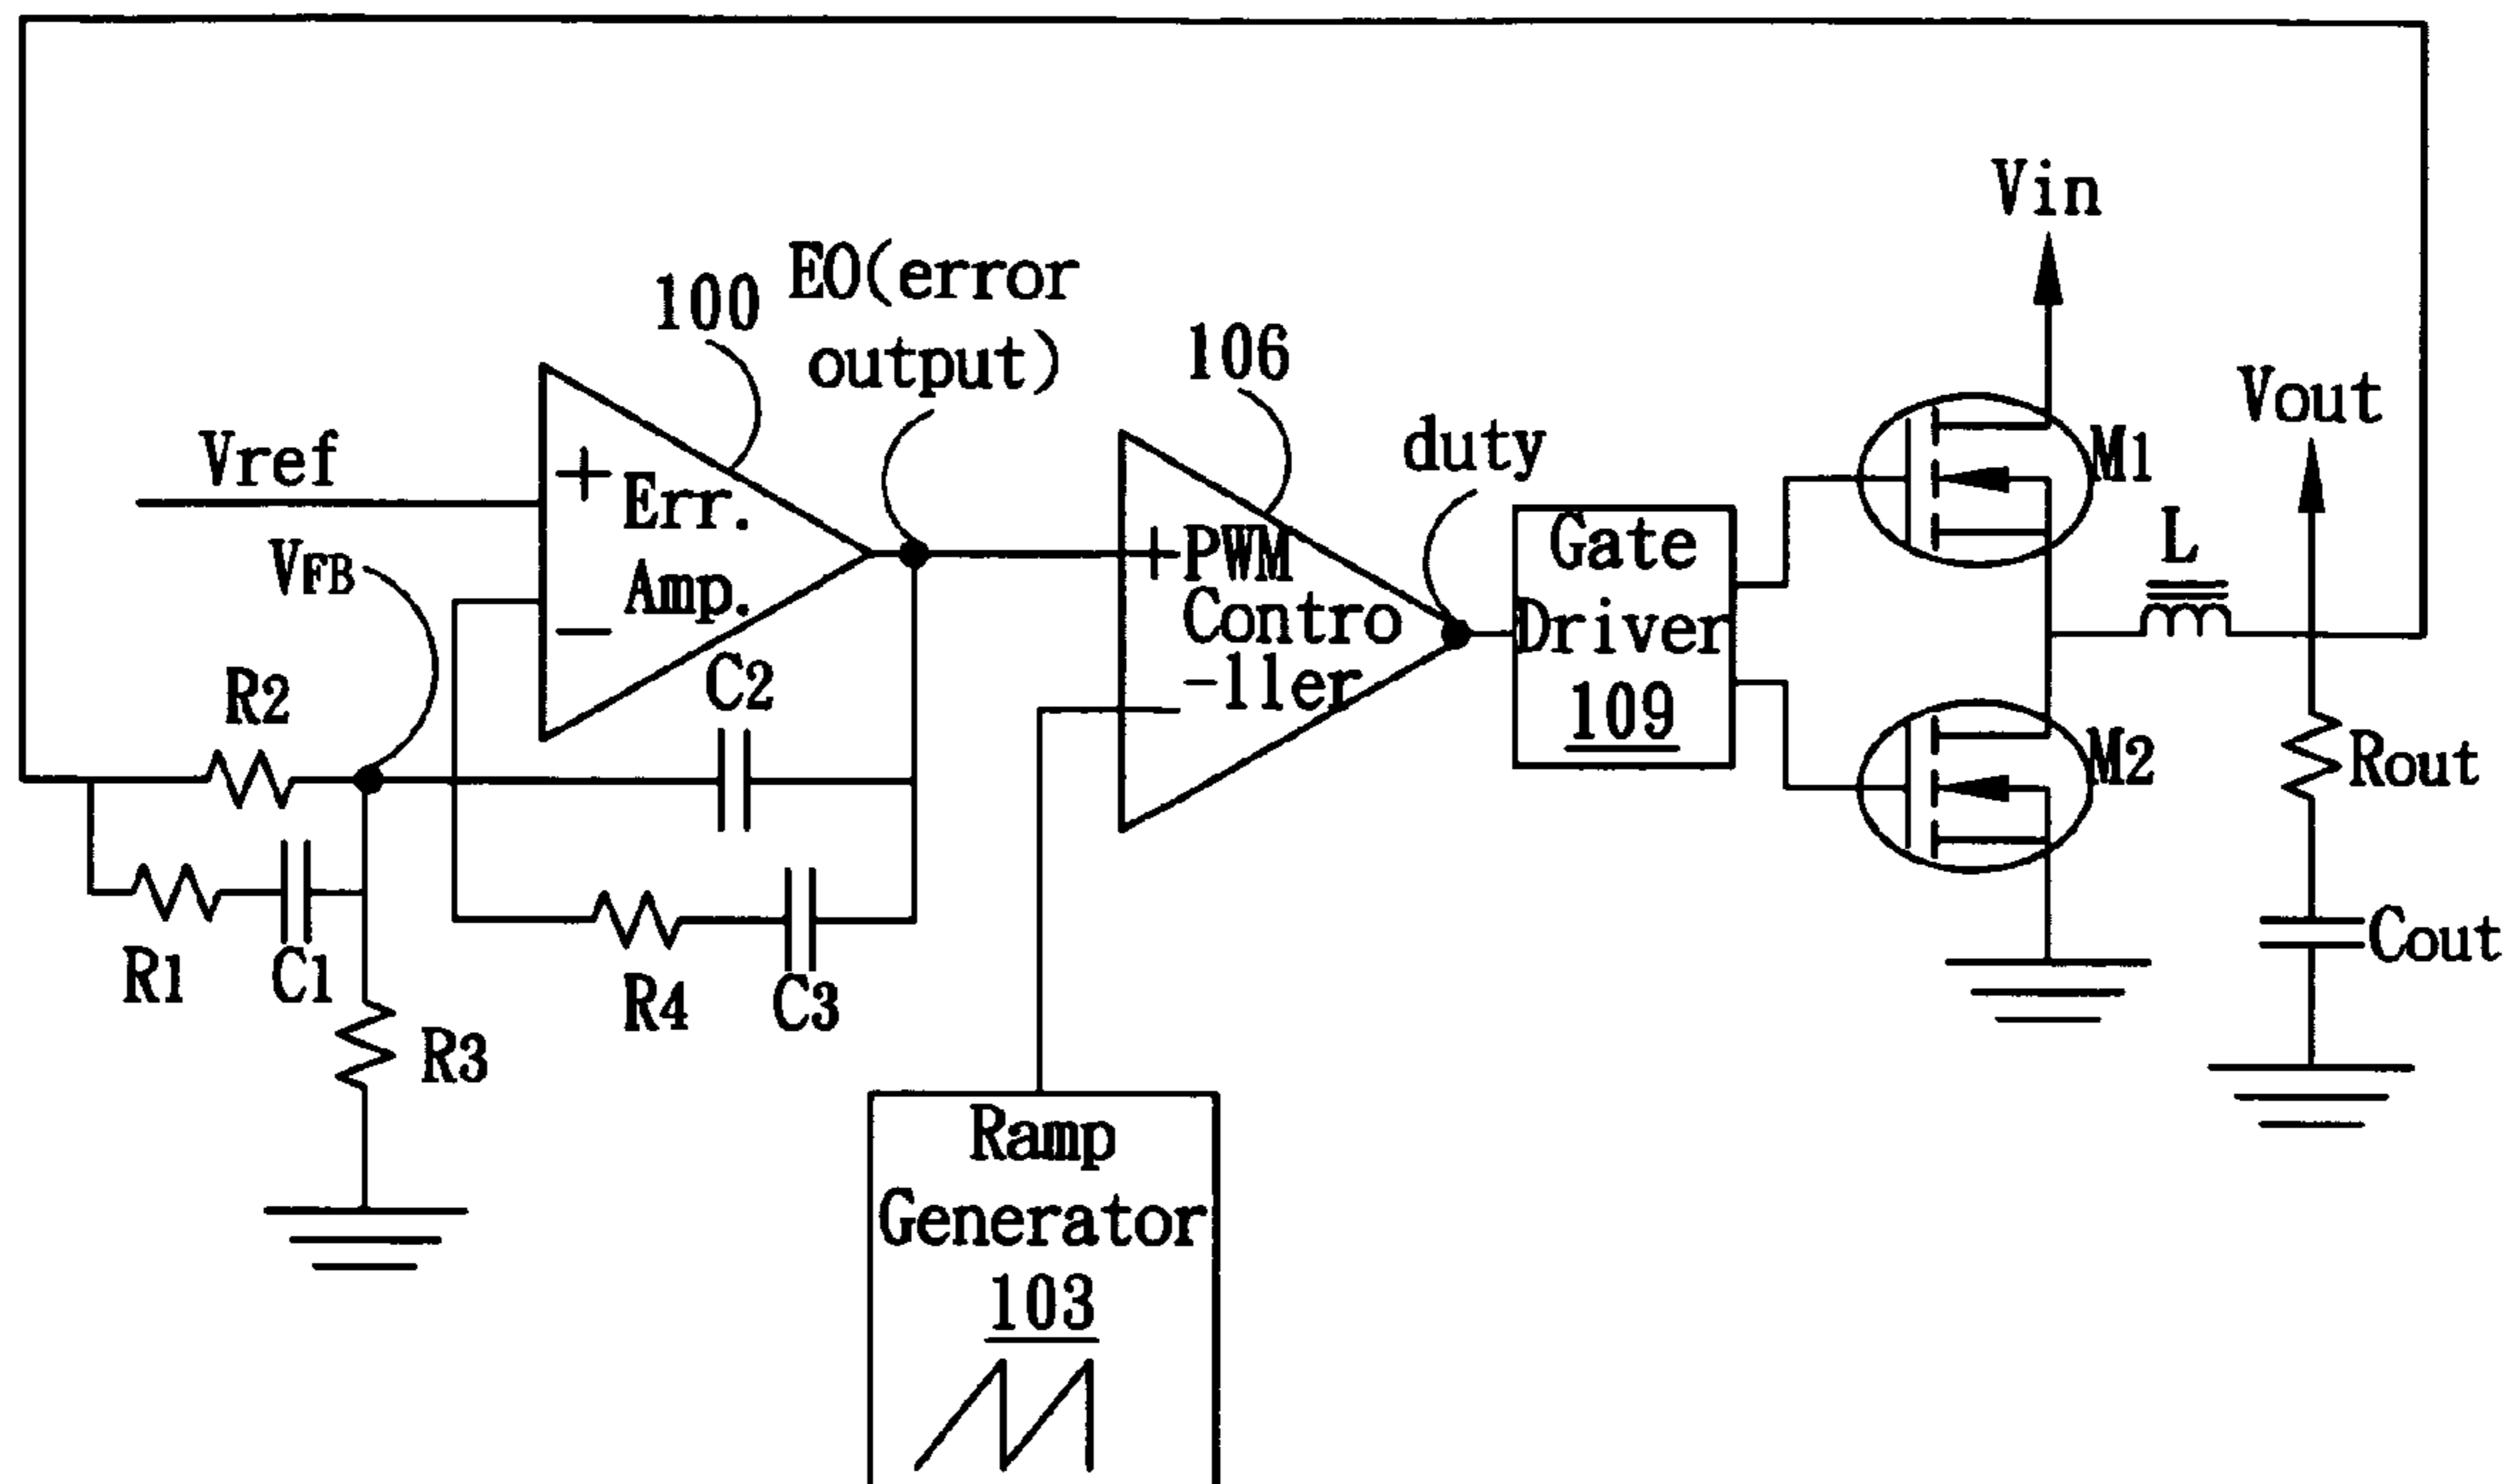 Vin
EO(error
output)
100
106
Vout
duty
M1
Vref
+
Err.
Amp.
−
VFB
+PWM
Contro
-ller
Gate
Driver
109
L
R2
C2
M2
Rout
R1
C1
R4
C3
Cout
R3
Ramp
Generator
103